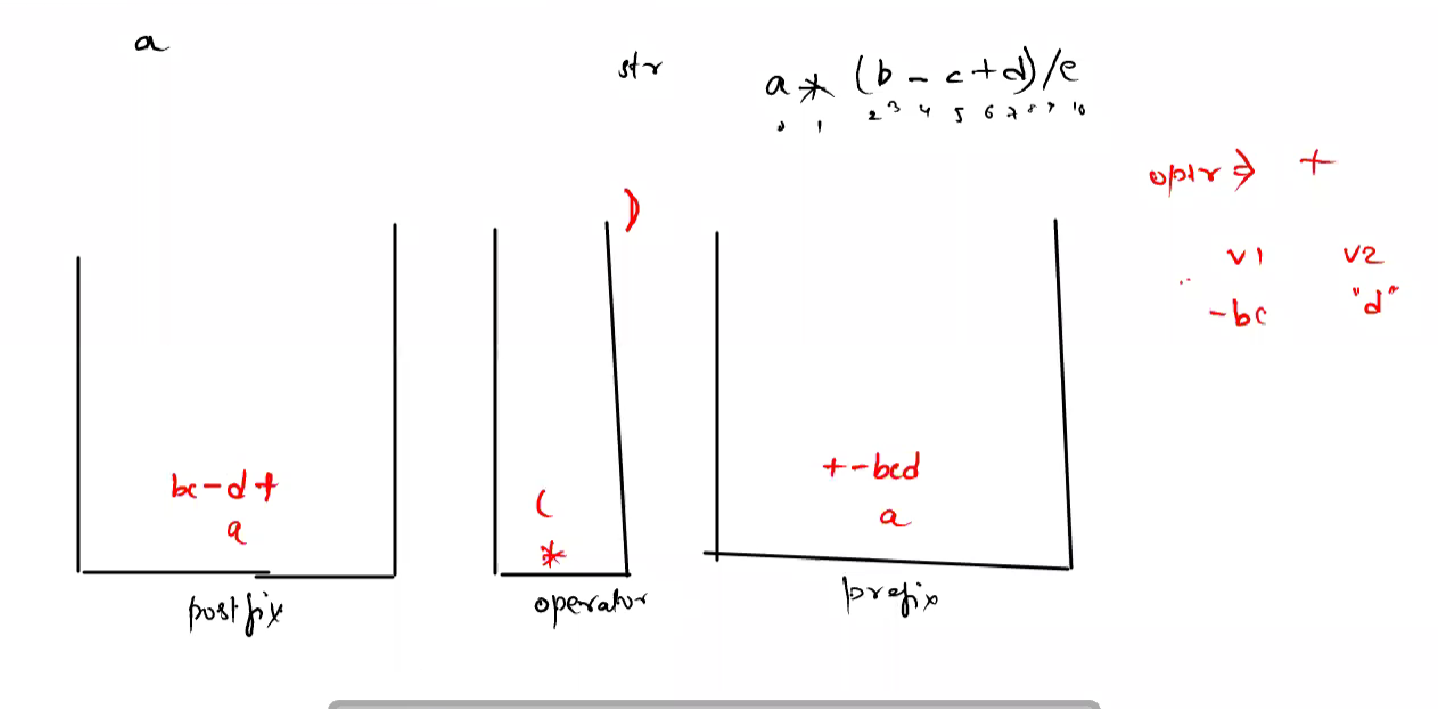 a
str
a * (b - c + d) / e
0 1 2 3 4 5 6 7 8 9 10
optr ⇒ +
)
v1 v2
-bc "d"
bc-d+
a
(
*
+-bcd
a
postfix
operator
prefix